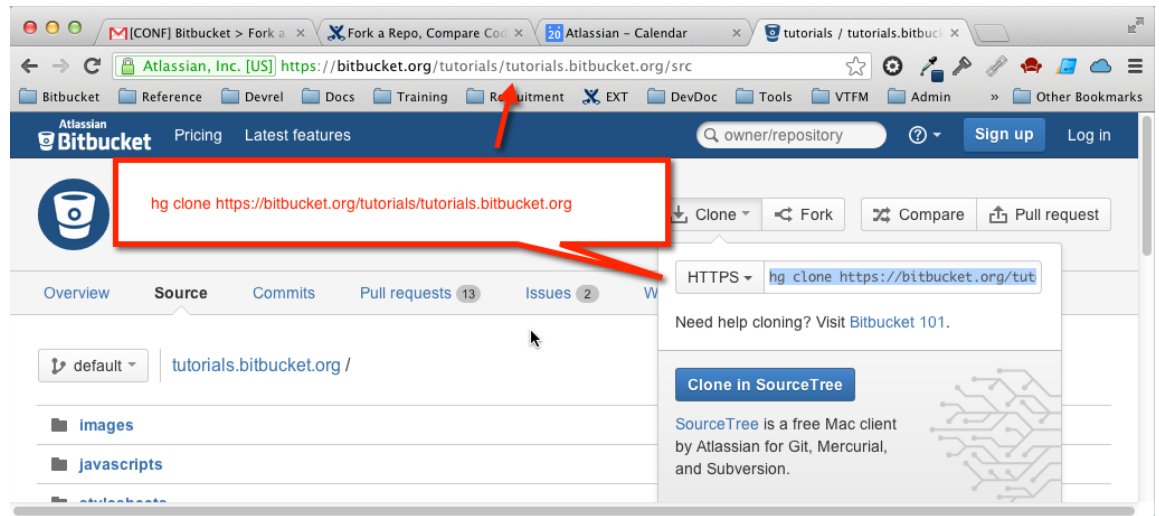 [CONF] Bitbucket > Fork a
Fork a Repo, Compare Cod
20 Atlassian – Calendar
tutorials / tutorials.bitbuck
Atlassian, Inc. [US] https://bitbucket.org/tutorials/tutorials.bitbucket.org/src
Bitbucket Reference Devrel Docs Training Recruitment EXT DevDoc Tools VTFM Admin » Other Bookmarks
Atlassian
Bitbucket Pricing Latest features owner/repository Sign up Log in
hg clone https://bitbucket.org/tutorials/tutorials.bitbucket.org
Clone Fork Compare Pull request
HTTPS hg clone https://bitbucket.org/tut
Overview Source Commits Pull requests 13 Issues 2 W
Need help cloning? Visit Bitbucket 101.
default tutorials.bitbucket.org /
Clone in SourceTree
SourceTree is a free Mac client
by Atlassian for Git, Mercurial,
and Subversion.
images
javascripts